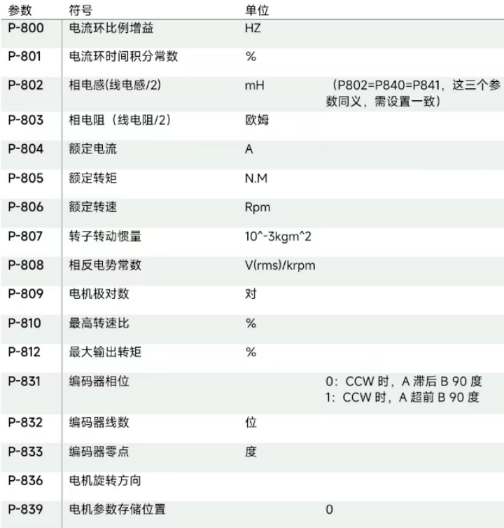 参数 符号 单位
P-800 电流环比例增益 HZ
P-801 电流环时间积分常数 %
P-802 相电感(线电感/2) mH （P802=P840=P841，这三个参
数同义，需设置一致）
P-803 相电阻（线电阻/2） 欧姆
P-804 额定电流 A
P-805 额定转矩 N.M
P-806 额定转速 Rpm
P-807 转子转动惯量 10^-3kgm^2
P-808 相反电势常数 V(rms)/krpm
P-809 电机极对数 对
P-810 最高转速比 %
P-812 最大输出转矩 %
P-831 编码器相位 0：CCW 时，A 滞后 B 90 度
1：CCW 时，A 超前 B 90 度
P-832 编码器线数 位
P-833 编码器零点 度
P-836 电机旋转方向
P-839 电机参数存储位置 0